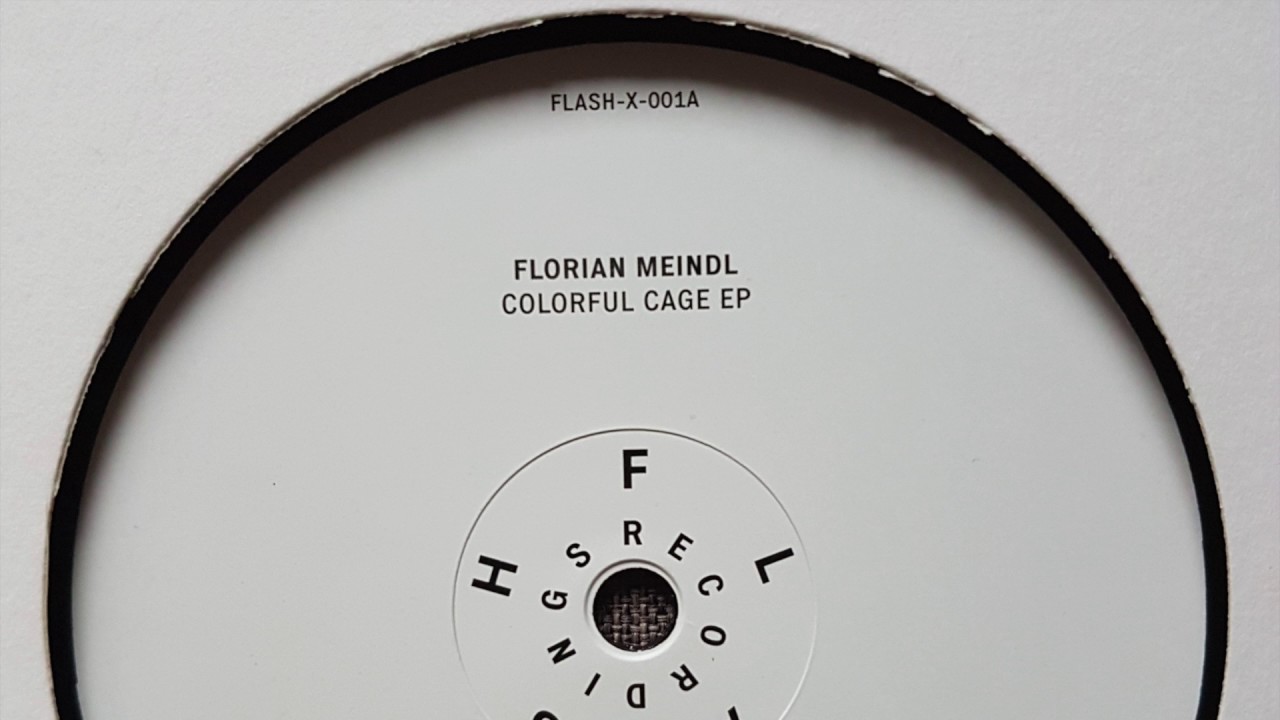 FLASH-X-001A
FLORIAN MEINDL
COLORFUL CAGE EP
F L H
RECORDINGS